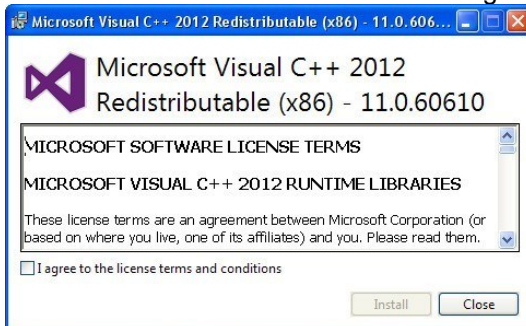 Microsoft Visual C++ 2012 Redistributable (x86) - 11.0.606...
Microsoft Visual C++ 2012
Redistributable (x86) - 11.0.60610
MICROSOFT SOFTWARE LICENSE TERMS
MICROSOFT VISUAL C++ 2012 RUNTIME LIBRARIES
These license terms are an agreement between Microsoft Corporation (or
based on where you live, one of its affiliates) and you. Please read them.
I agree to the license terms and conditions
Install Close